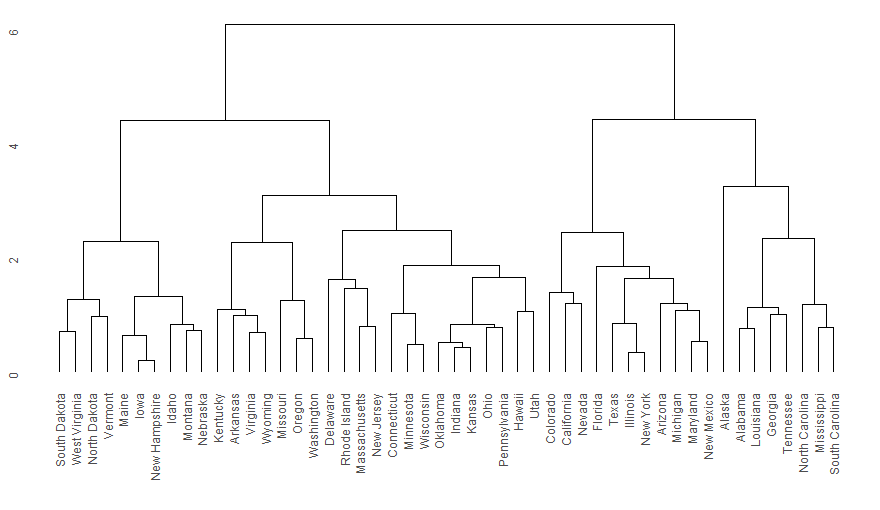 6
4
2
0
South Dakota
West Virginia
North Dakota
Vermont
Maine
Iowa
New Hampshire
Idaho
Montana
Nebraska
Kentucky
Arkansas
Virginia
Wyoming
Missouri
Oregon
Washington
Delaware
Rhode Island
Massachusetts
New Jersey
Connecticut
Minnesota
Wisconsin
Oklahoma
Indiana
Kansas
Ohio
Pennsylvania
Hawaii
Utah
Colorado
California
Nevada
Florida
Texas
Illinois
New York
Arizona
Michigan
Maryland
New Mexico
Alaska
Alabama
Louisiana
Georgia
Tennessee
North Carolina
Mississippi
South Carolina